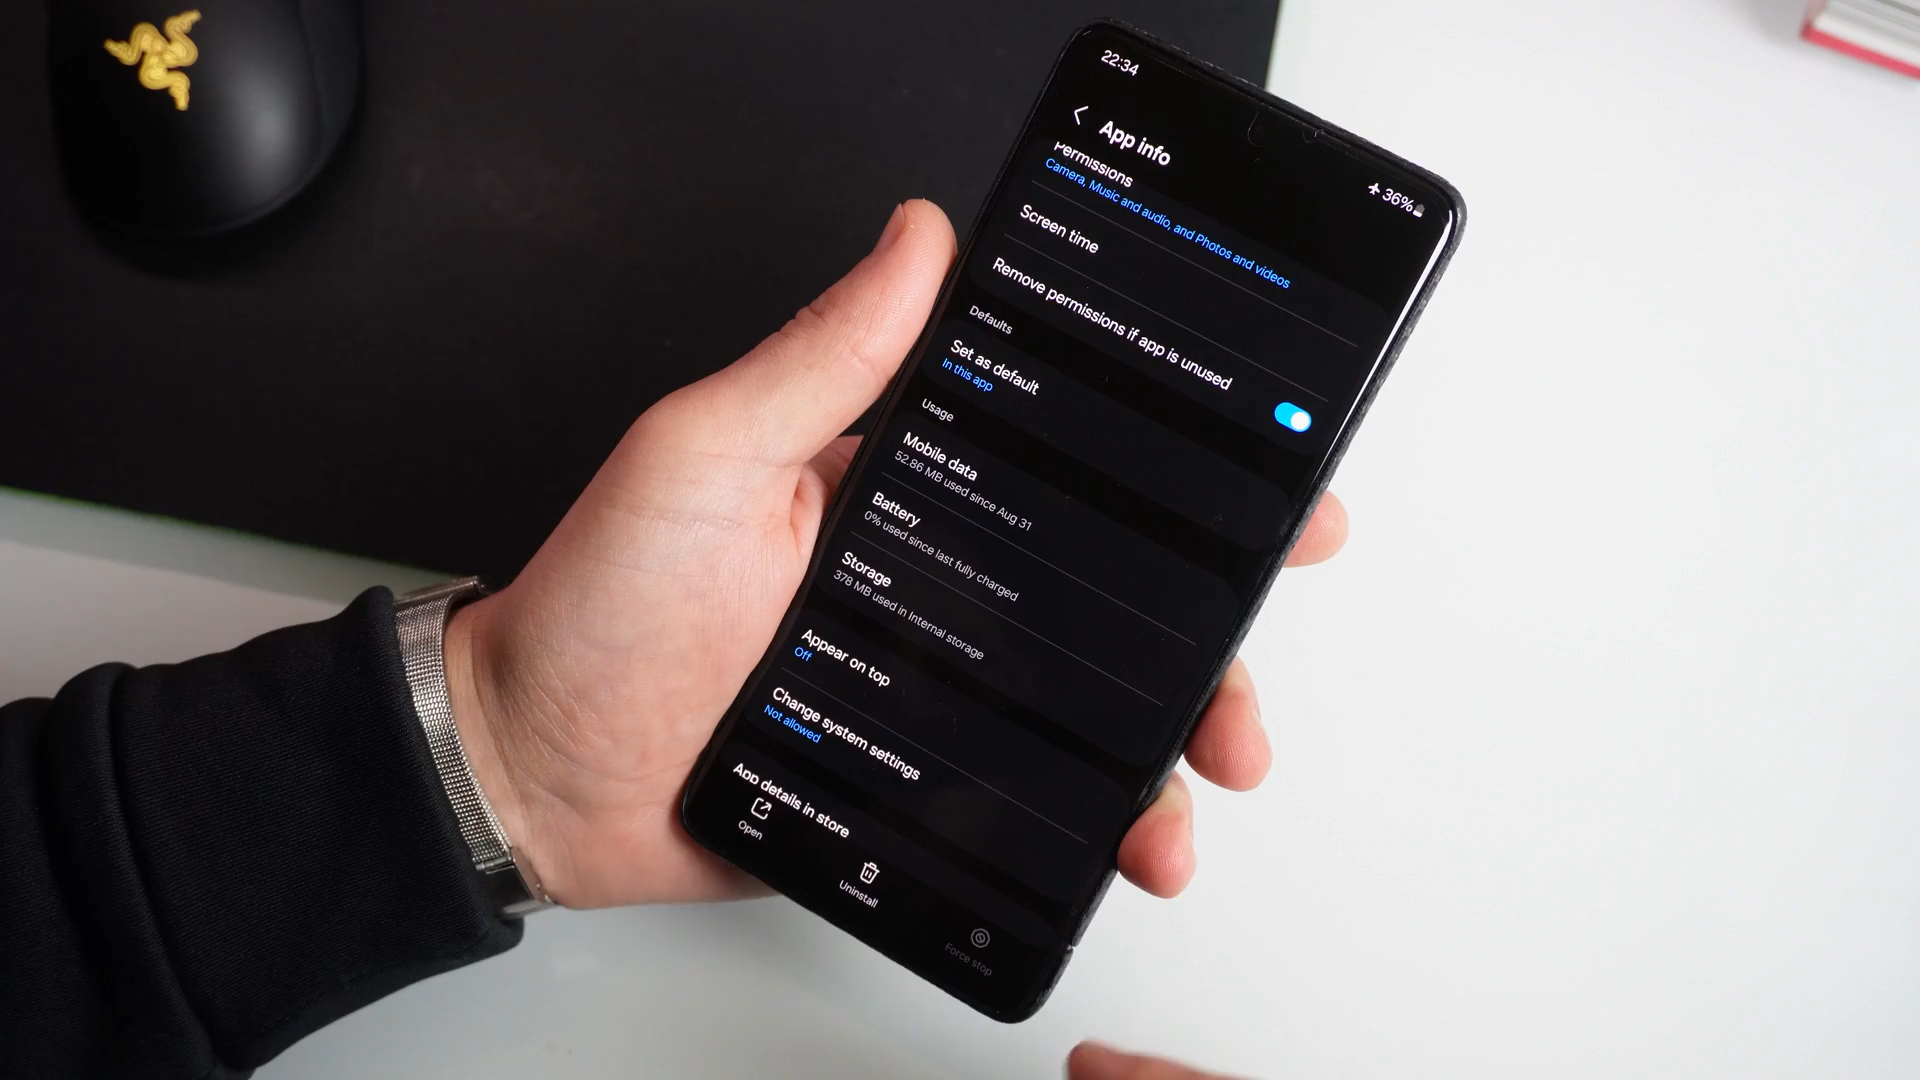 22:34
36%
App info
Permissions
Camera, Music and audio, and Photos and videos
Screen time
Remove permissions if app is unused
Defaults
Set as default
In this app
Usage
Mobile data
52.86 MB used since Aug 31
Battery
0% used since last fully charged
Storage
378 MB used in Internal storage
Appear on top
Off
Change system settings
Not allowed
App details in store
Open
Uninstall
Force stop